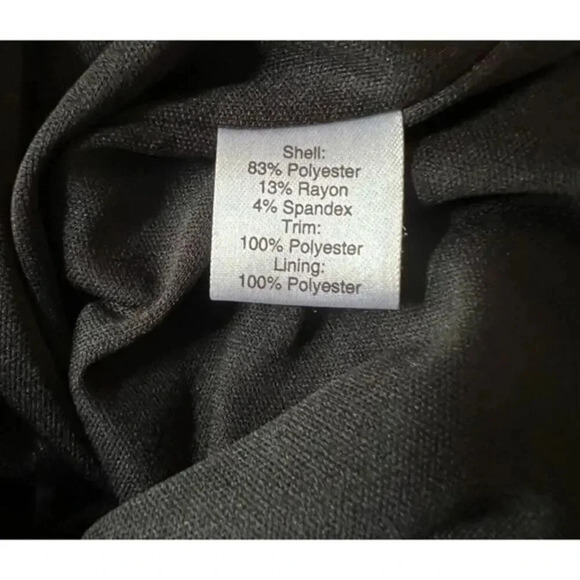 Shell:
83% Polyester
13% Rayon
4% Spandex
Trim:
100% Polyester
Lining:
100% Polyester